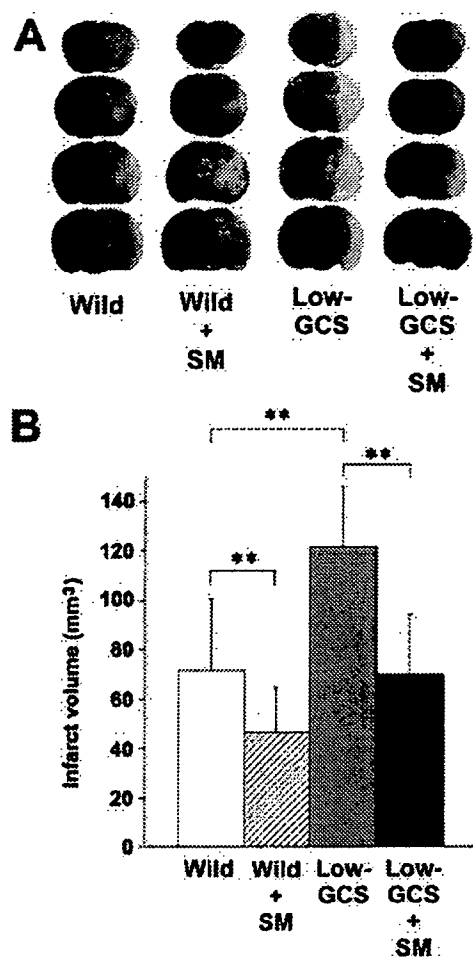 A
Wild
Wild
+
SM
Low-
GCS
Low-
GCS
+
SM
B
**
**
**
Infarct volume (mm³)
140
120
100
80
60
40
20
0
Wild
Wild
+
SM
Low-
GCS
Low-
GCS
+
SM